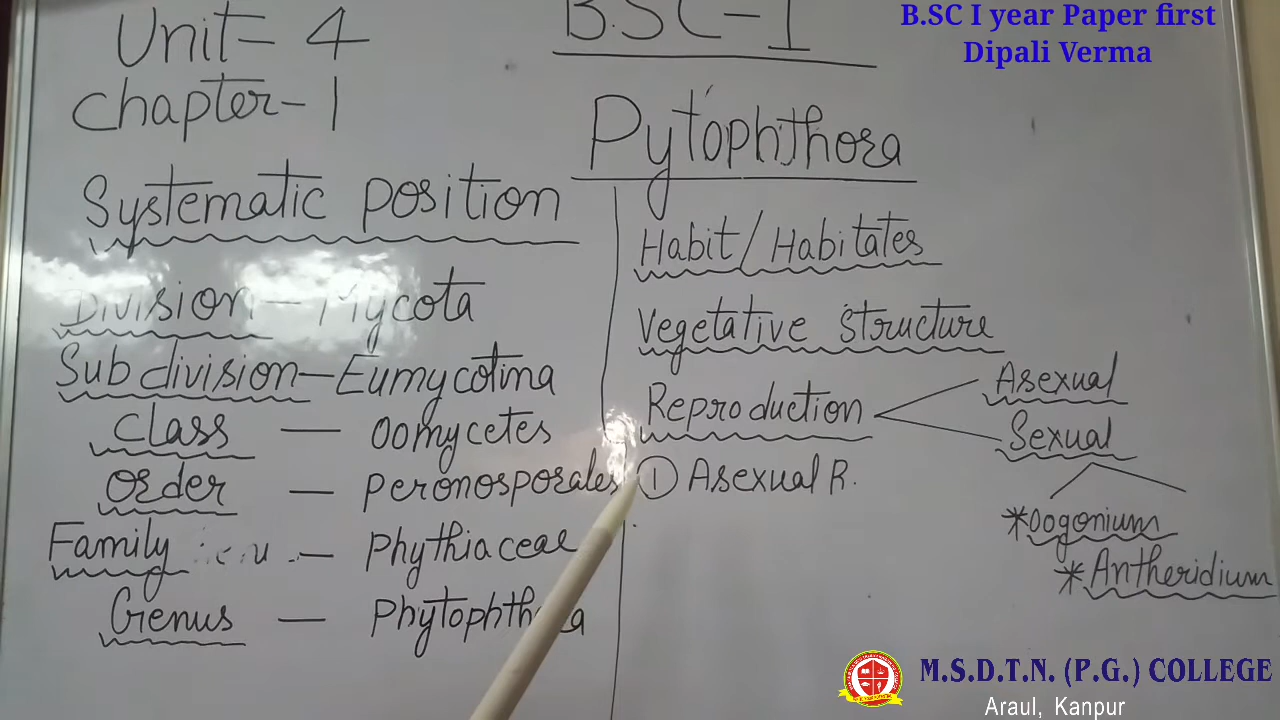 Unit - 4
B.SC - I
B.SC I year Paper first
Dipali Verma
Chapter - 1
Pytophthora
Systematic position
Division - Mycota
Subdivision - Eumycotina
Class - Oomycetes
Order - Peronosporales
Family - Phythiaceae
Genus - Phytophthora
Habit / Habitates
Vegetative Structure
Reproduction
Asexual
Sexual
① Asexual R.
*Oogonium
*Antheridium
M.S.D.T.N. (P.G.) COLLEGE
Araul, Kanpur